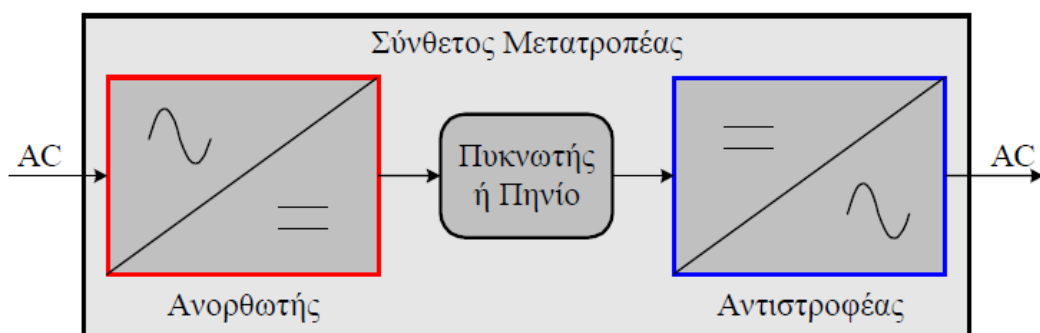 Σύνθετος Μετατροπέας
AC
Πυκνωτής
ή Πηνίο
AC
Ανορθωτής
Αντιστροφέας